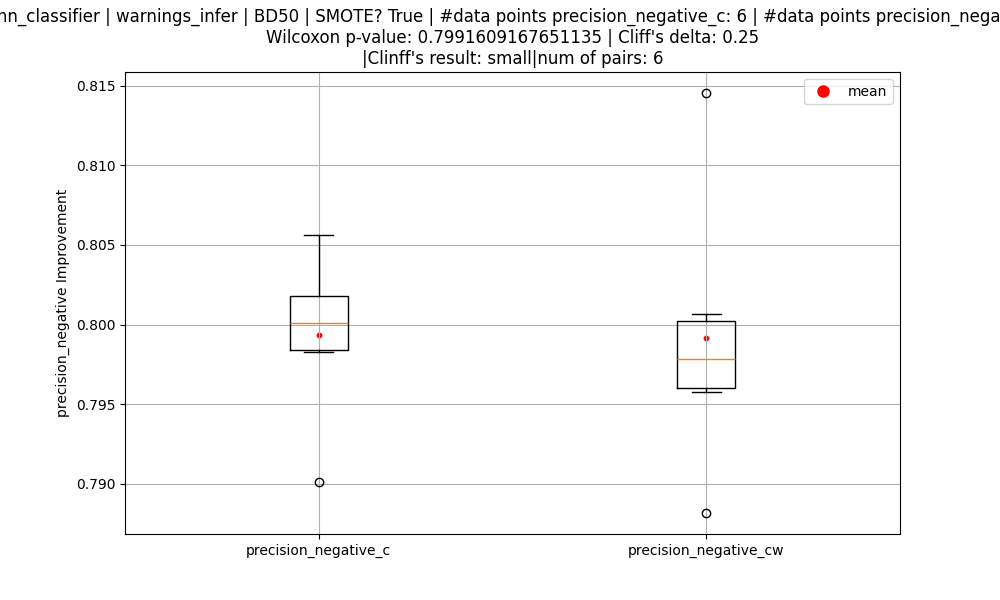 nn_classifier | warnings_infer | BD50 | SMOTE? True | #data points precision_negative_c: 6 | #data points precision_nega
Wilcoxon p-value: 0.7991609167651135 | Cliff's delta: 0.25
|Clinff's result: small|num of pairs: 6
mean
0.815
0.810
0.805
0.800
0.795
0.790
precision_negative Improvement
precision_negative_c
precision_negative_cw